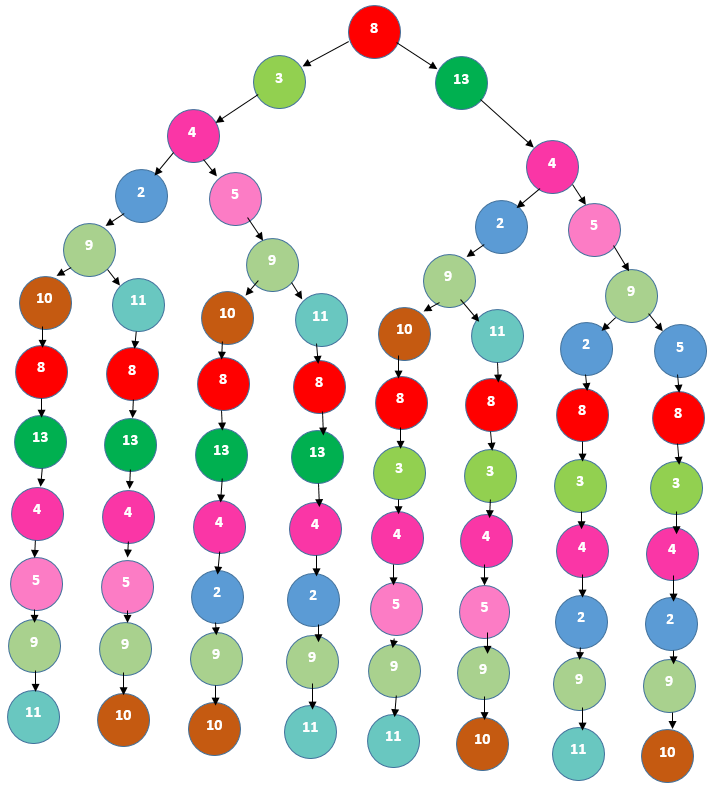 8
3 13
4 4
2 5 2 5
9 9 9 9
10 11 10 11 10 11 2 5
8 8 8 8 8 8 8 8
13 13 13 13 3 3 3 3
4 4 4 4 4 4 4 4
5 5 2 2 5 5 2 2
9 9 9 9 9 9 9 9
11 10 10 11 11 10 11 10